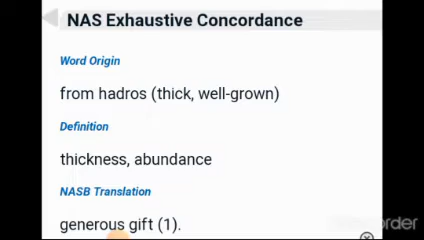 NAS Exhaustive Concordance
Word Origin
from hadros (thick, well-grown)
Definition
thickness, abundance
NASB Translation
generous gift (1).